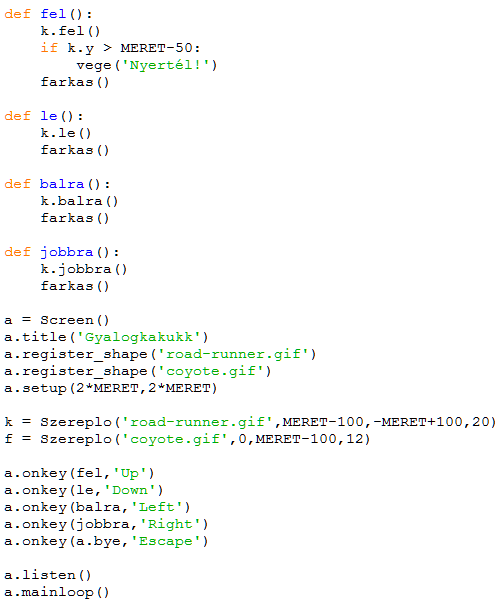 def fel():
    k.fel()
    if k.y > MERET-50:
        vege('Nyertél!')
    farkas()

def le():
    k.le()
    farkas()

def balra():
    k.balra()
    farkas()

def jobbra():
    k.jobbra()
    farkas()

a = Screen()
a.title('Gyalogkakukk')
a.register_shape('road-runner.gif')
a.register_shape('coyote.gif')
a.setup(2*MERET,2*MERET)

k = Szereplo('road-runner.gif',MERET-100,-MERET+100,20)
f = Szereplo('coyote.gif',0,MERET-100,12)

a.onkey(fel,'Up')
a.onkey(le,'Down')
a.onkey(balra,'Left')
a.onkey(jobbra,'Right')
a.onkey(a.bye,'Escape')

a.listen()
a.mainloop()